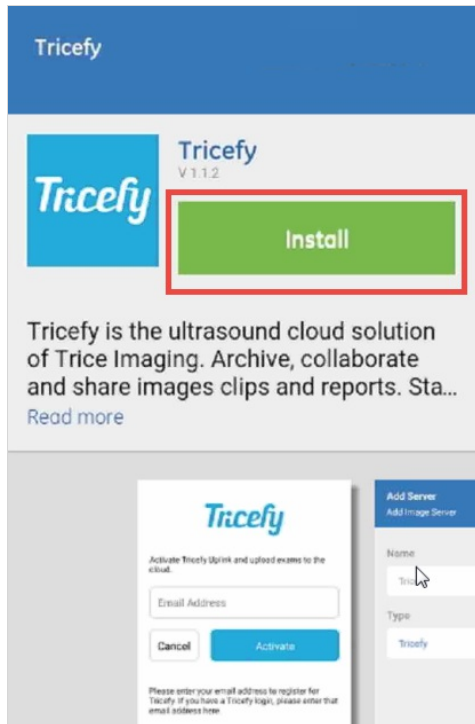 Tricefy
Tricefy
Tricefy
V 1.1.2
Install
Tricefy is the ultrasound cloud solution
of Trice Imaging. Archive, collaborate
and share images clips and reports. Sta...
Read more
Tricefy
Activate Tricefy Uplink and upload exams to the
cloud.
Email Address
Cancel
Activate
Please enter your email address to register for
Tricefy. If you have a Tricefy login, please enter that
email address here.
Add Server
Add Image Server
Name
Type
Tricefy